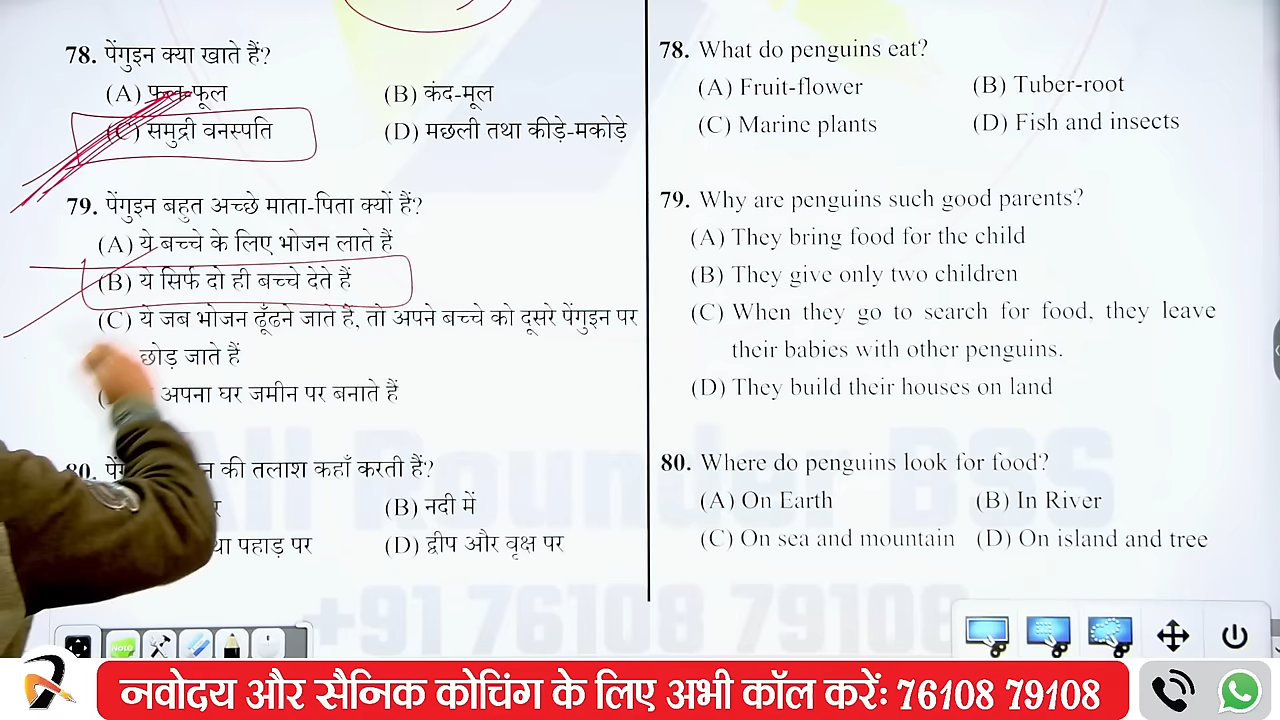 78. पेंगुइन क्या खाते हैं?
(A) फल-फूल (B) कंद-मूल
(C) समुद्री वनस्पति (D) मछली तथा कीड़े-मकोड़े
79. पेंगुइन बहुत अच्छे माता-पिता क्यों हैं?
(A) ये बच्चे के लिए भोजन लाते हैं
(B) ये सिर्फ दो ही बच्चे देते हैं
(C) ये जब भोजन ढूँढने जाते हैं, तो अपने बच्चे को दूसरे पेंगुइन पर
छोड़ जाते हैं
अपना घर जमीन पर बनाते हैं
80. की तलाश कहाँ करती हैं?
(B) नदी में
पहाड़ पर (D) द्वीप और वृक्ष पर
78. What do penguins eat?
(A) Fruit-flower (B) Tuber-root
(C) Marine plants (D) Fish and insects
79. Why are penguins such good parents?
(A) They bring food for the child
(B) They give only two children
(C) When they go to search for food, they leave
their babies with other penguins.
(D) They build their houses on land
80. Where do penguins look for food?
(A) On Earth (B) In River
(C) On sea and mountain (D) On island and tree
All Rounder BSS
+91 76108 79108
Note
नवोदय और सैनिक कोचिंग के लिए अभी कॉल करें: 76108 79108